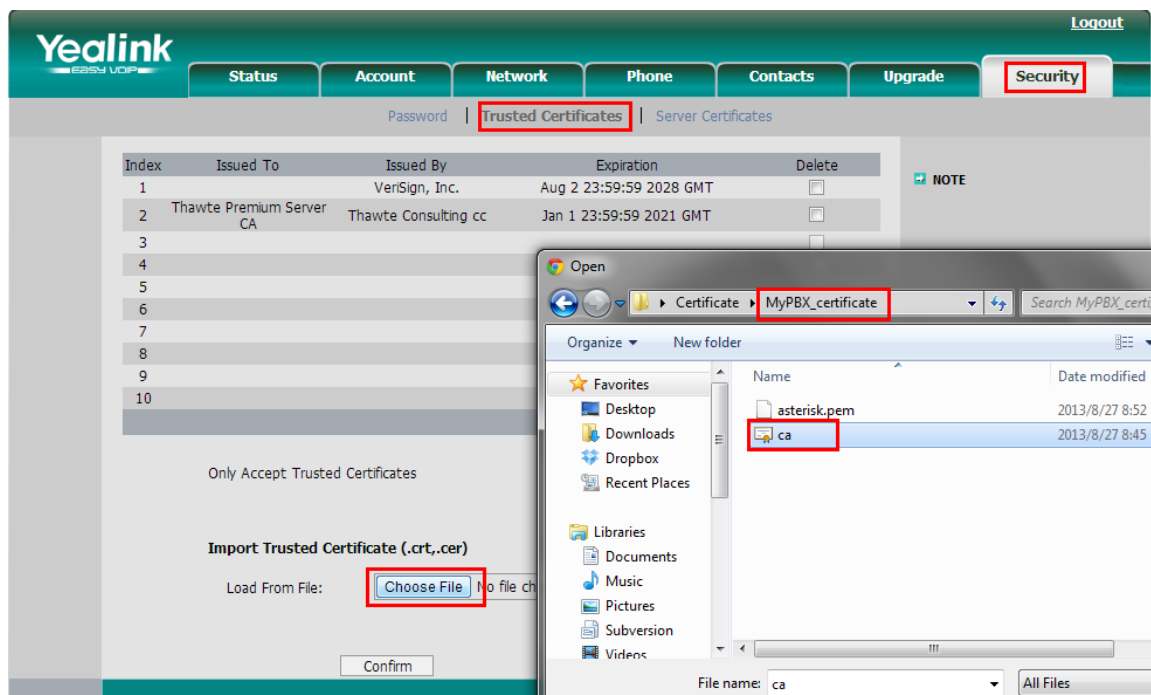 Logout
Yealink
EASY VOIP
Status Account Network Phone Contacts Upgrade Security
Password | Trusted Certificates | Server Certificates
Index Issued To Issued By Expiration Delete
1 VeriSign, Inc. Aug 2 23:59:59 2028 GMT
2 Thawte Premium Server CA Thawte Consulting cc Jan 1 23:59:59 2021 GMT
3
4
5
6
7
8
9
10
NOTE
Only Accept Trusted Certificates
Import Trusted Certificate (.crt,.cer)
Load From File: Choose File No file ch
Confirm
Open
Certificate MyPBX_certificate
Search MyPBX_certi
Organize New folder
Favorites
Desktop
Downloads
Dropbox
Recent Places
Libraries
Documents
Music
Pictures
Subversion
Videos
Name Date modified
asterisk.pem 2013/8/27 8:52
ca 2013/8/27 8:45
File name: ca All Files